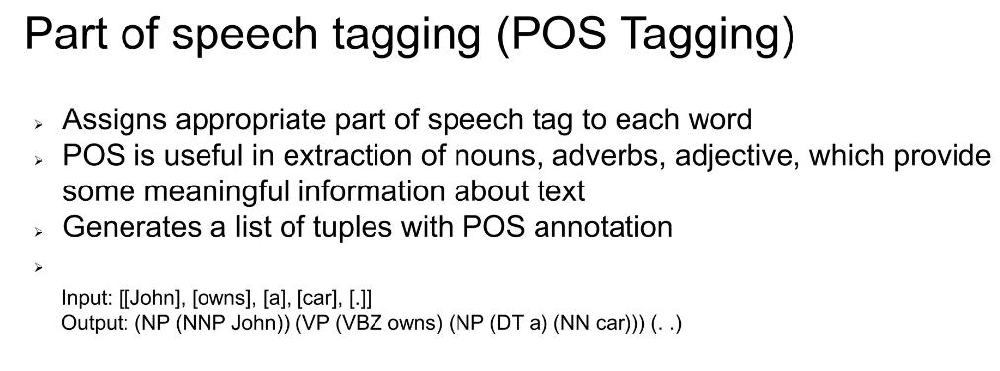 Part of speech tagging (POS Tagging)
➢ Assigns appropriate part of speech tag to each word
➢ POS is useful in extraction of nouns, adverbs, adjective, which provide
some meaningful information about text
➢ Generates a list of tuples with POS annotation
➢
Input: [[John], [owns], [a], [car], [.]]
Output: (NP (NNP John)) (VP (VBZ owns) (NP (DT a) (NN car))) (. .)